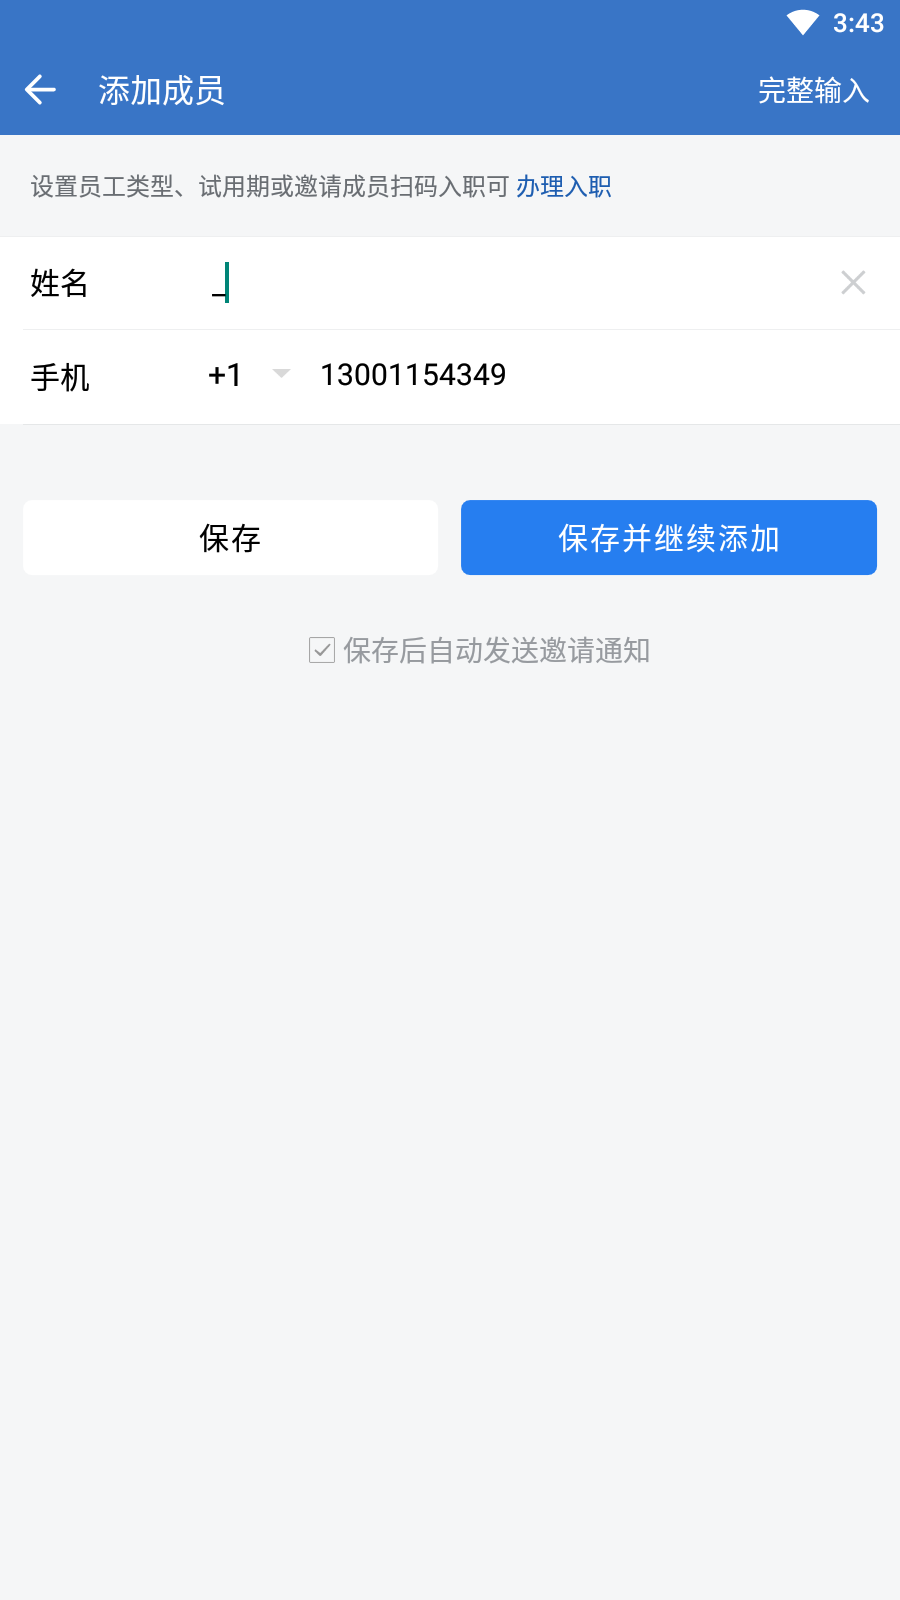 3:43
添加成员
完整输入
设置员工类型、试用期或邀请成员扫码入职可 办理入职
姓名 _
手机 +1 13001154349
保存
保存并继续添加
保存后自动发送邀请通知